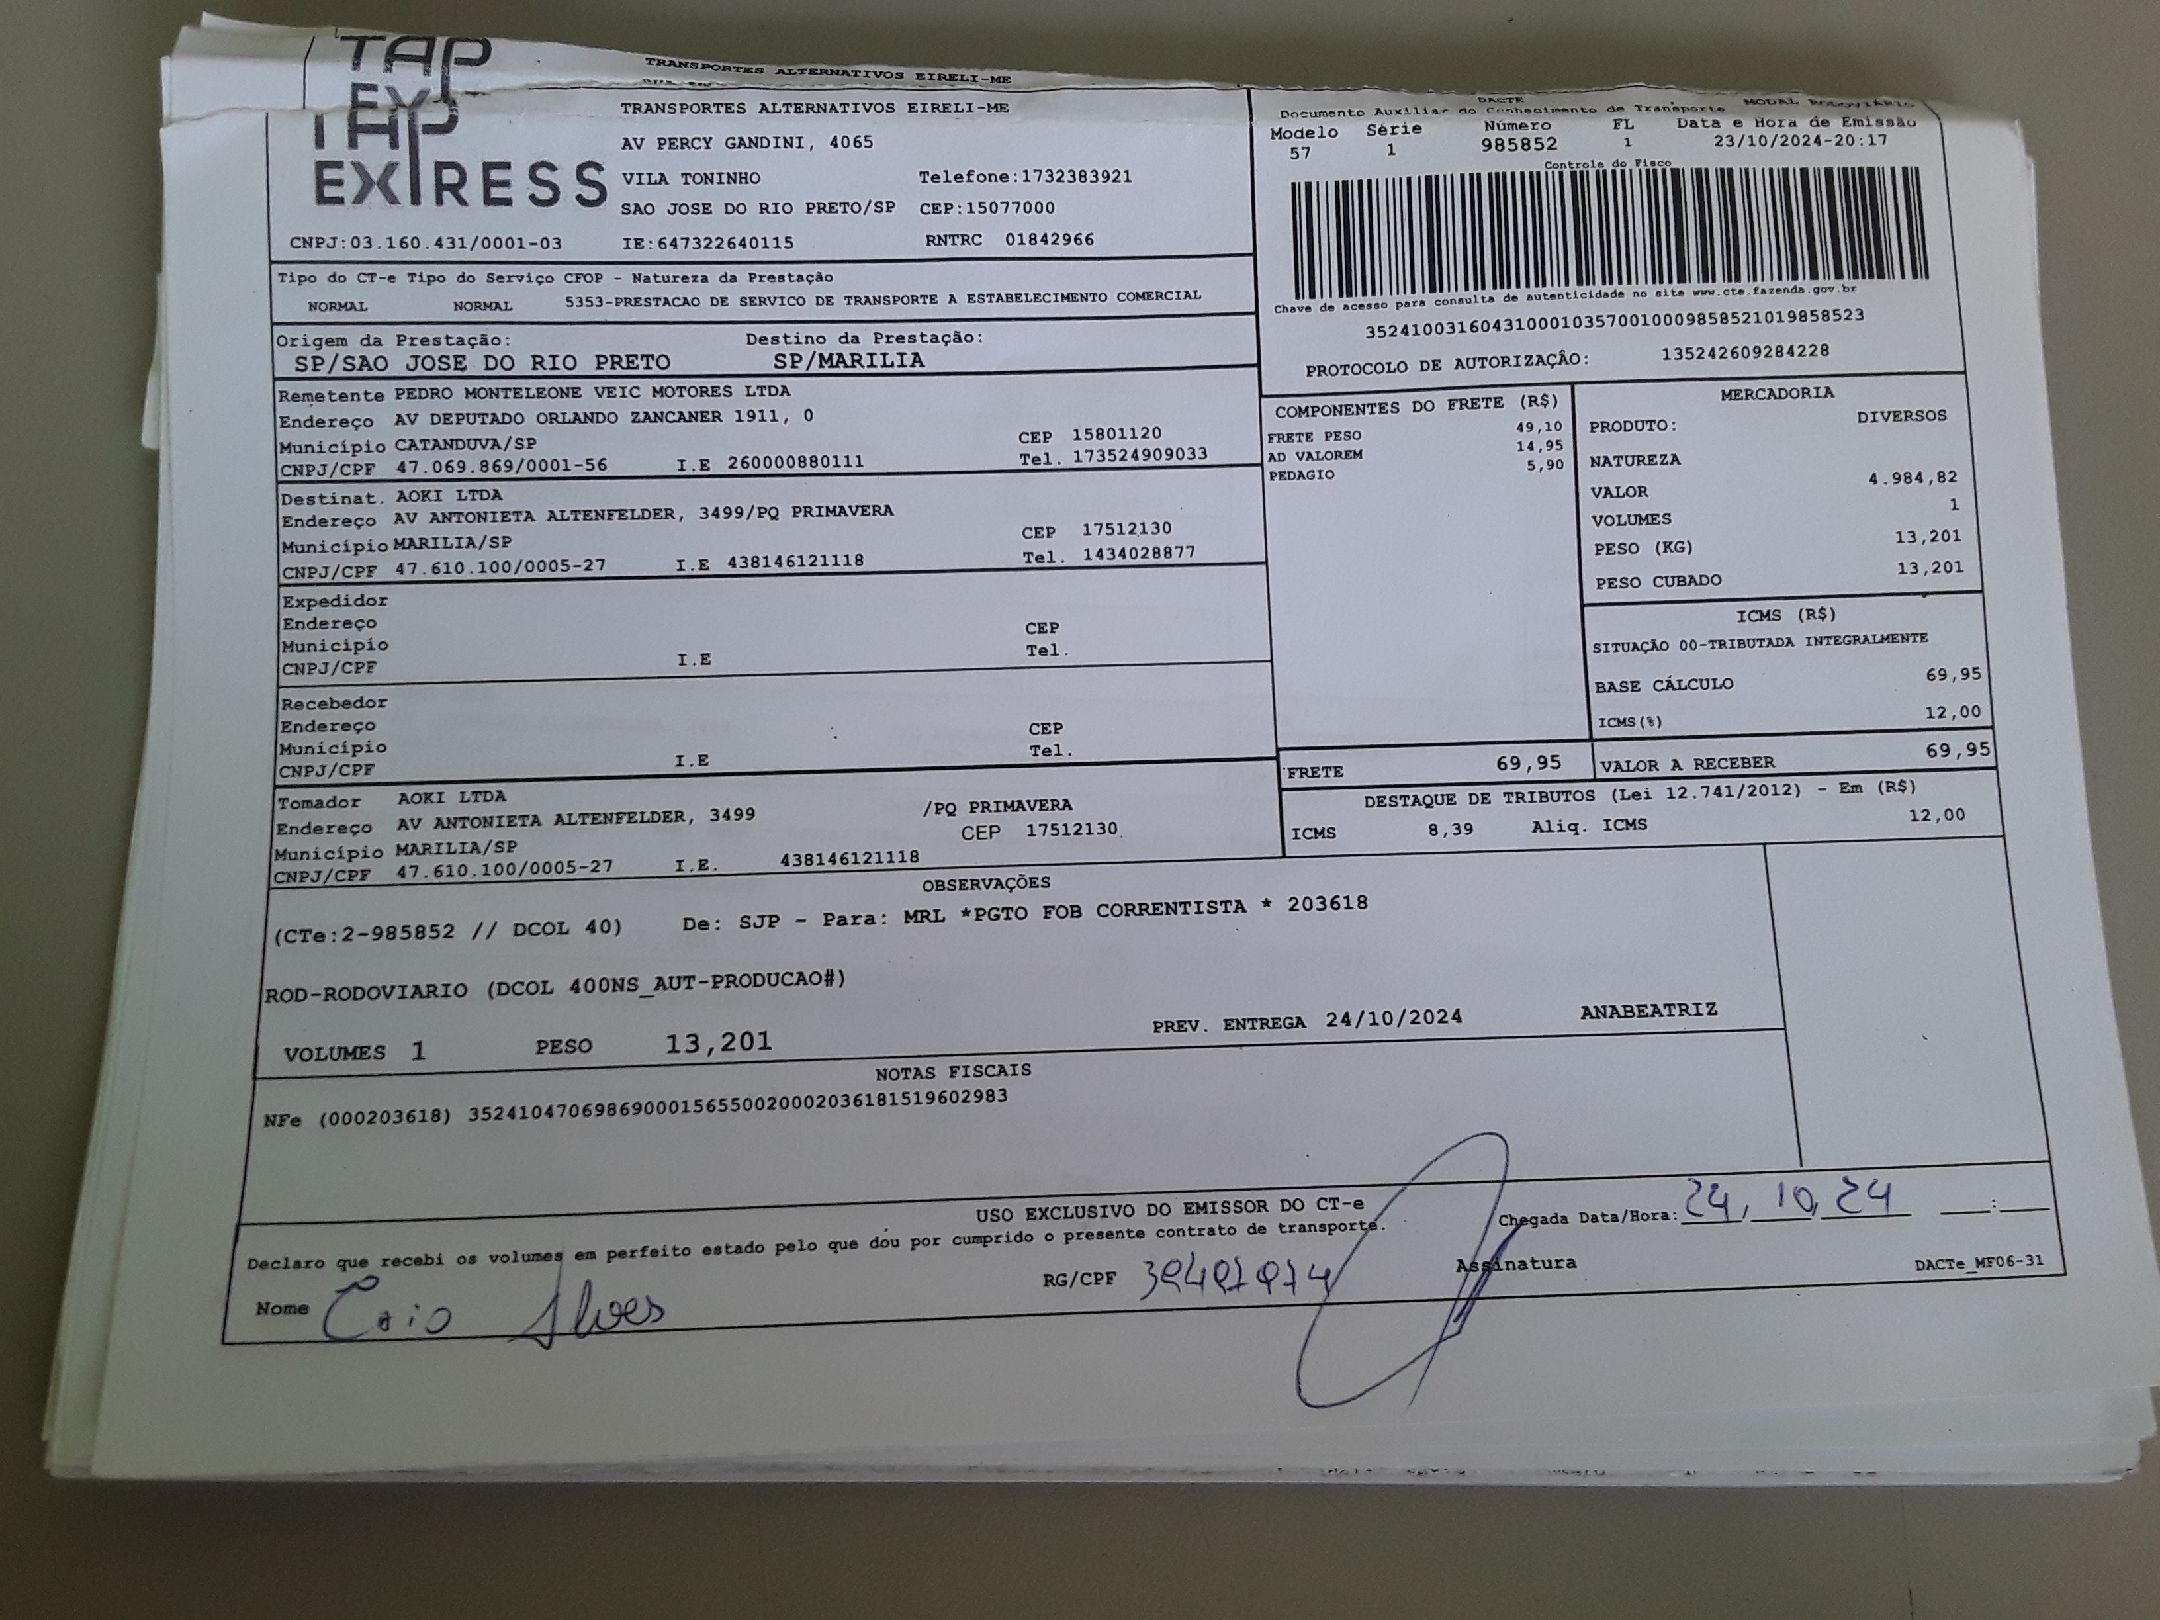 TAP
EX
TRANSPORTES ALTERNATIVOS EIRELI-ME
TAP
EXPRESS
TRANSPORTES ALTERNATIVOS EIRELI-ME
AV PERCY GANDINI, 4065
VILA TONINHO Telefone:1732383921
SAO JOSE DO RIO PRETO/SP CEP:15077000
CNPJ:03.160.431/0001-03 IE:647322640115 RNTRC 01842966
DACTE MODAL RODOVIÁRIO
Documento Auxiliar do Conhecimento de Transporte
Modelo Série Número FL Data e Hora de Emissão
57 1 985852 1 23/10/2024-20:17
Controle do Fisco
Chave de acesso para consulta de autenticidade no site www.cte.fazenda.gov.br
35241003160431000103570010009858521019858523
PROTOCOLO DE AUTORIZAÇÂO: 135242609284228
Tipo do CT-e Tipo do Serviço CFOP - Natureza da Prestação
NORMAL NORMAL 5353-PRESTACAO DE SERVICO DE TRANSPORTE A ESTABELECIMENTO COMERCIAL
Origem da Prestação: Destino da Prestação:
SP/SAO JOSE DO RIO PRETO SP/MARILIA
Remetente PEDRO MONTELEONE VEIC MOTORES LTDA
Endereço AV DEPUTADO ORLANDO ZANCANER 1911, 0
Município CATANDUVA/SP CEP 15801120
CNPJ/CPF 47.069.869/0001-56 I.E 260000880111 Tel. 173524909033
Destinat. AOKI LTDA
Endereço AV ANTONIETA ALTENFELDER, 3499/PQ PRIMAVERA
Município MARILIA/SP CEP 17512130
CNPJ/CPF 47.610.100/0005-27 I.E 438146121118 Tel. 1434028877
Expedidor
Endereço
Município CEP
CNPJ/CPF I.E Tel.
Recebedor
Endereço
Município CEP
CNPJ/CPF I.E Tel.
Tomador AOKI LTDA
Endereço AV ANTONIETA ALTENFELDER, 3499 /PQ PRIMAVERA
Município MARILIA/SP CEP 17512130
CNPJ/CPF 47.610.100/0005-27 I.E. 438146121118
COMPONENTES DO FRETE (R$)
FRETE PESO 49,10
AD VALOREM 14,95
PEDAGIO 5,90
MERCADORIA
PRODUTO: DIVERSOS
NATUREZA
VALOR 4.984,82
VOLUMES 1
PESO (KG) 13,201
PESO CUBADO 13,201
ICMS (R$)
SITUAÇÃO 00-TRIBUTADA INTEGRALMENTE
BASE CÁLCULO 69,95
ICMS(%) 12,00
FRETE 69,95 VALOR A RECEBER 69,95
DESTAQUE DE TRIBUTOS (Lei 12.741/2012) - Em (R$)
ICMS 8,39 Aliq. ICMS 12,00
OBSERVAÇÕES
(CTe:2-985852 // DCOL 40) De: SJP - Para: MRL *PGTO FOB CORRENTISTA * 203618
ROD-RODOVIARIO (DCOL 400NS_AUT-PRODUCAO#)
VOLUMES 1 PESO 13,201 PREV. ENTREGA 24/10/2024 ANABEATRIZ
NOTAS FISCAIS
NFe (000203618) 35241047069869000156550020002036181519602983
USO EXCLUSIVO DO EMISSOR DO CT-e
Declaro que recebi os volumes em perfeito estado pelo que dou por cumprido o presente contrato de transporte.
Chegada Data/Hora: 24, 10, 24 :
Nome Caio Alves RG/CPF Assinatura DACTe_MF06-31